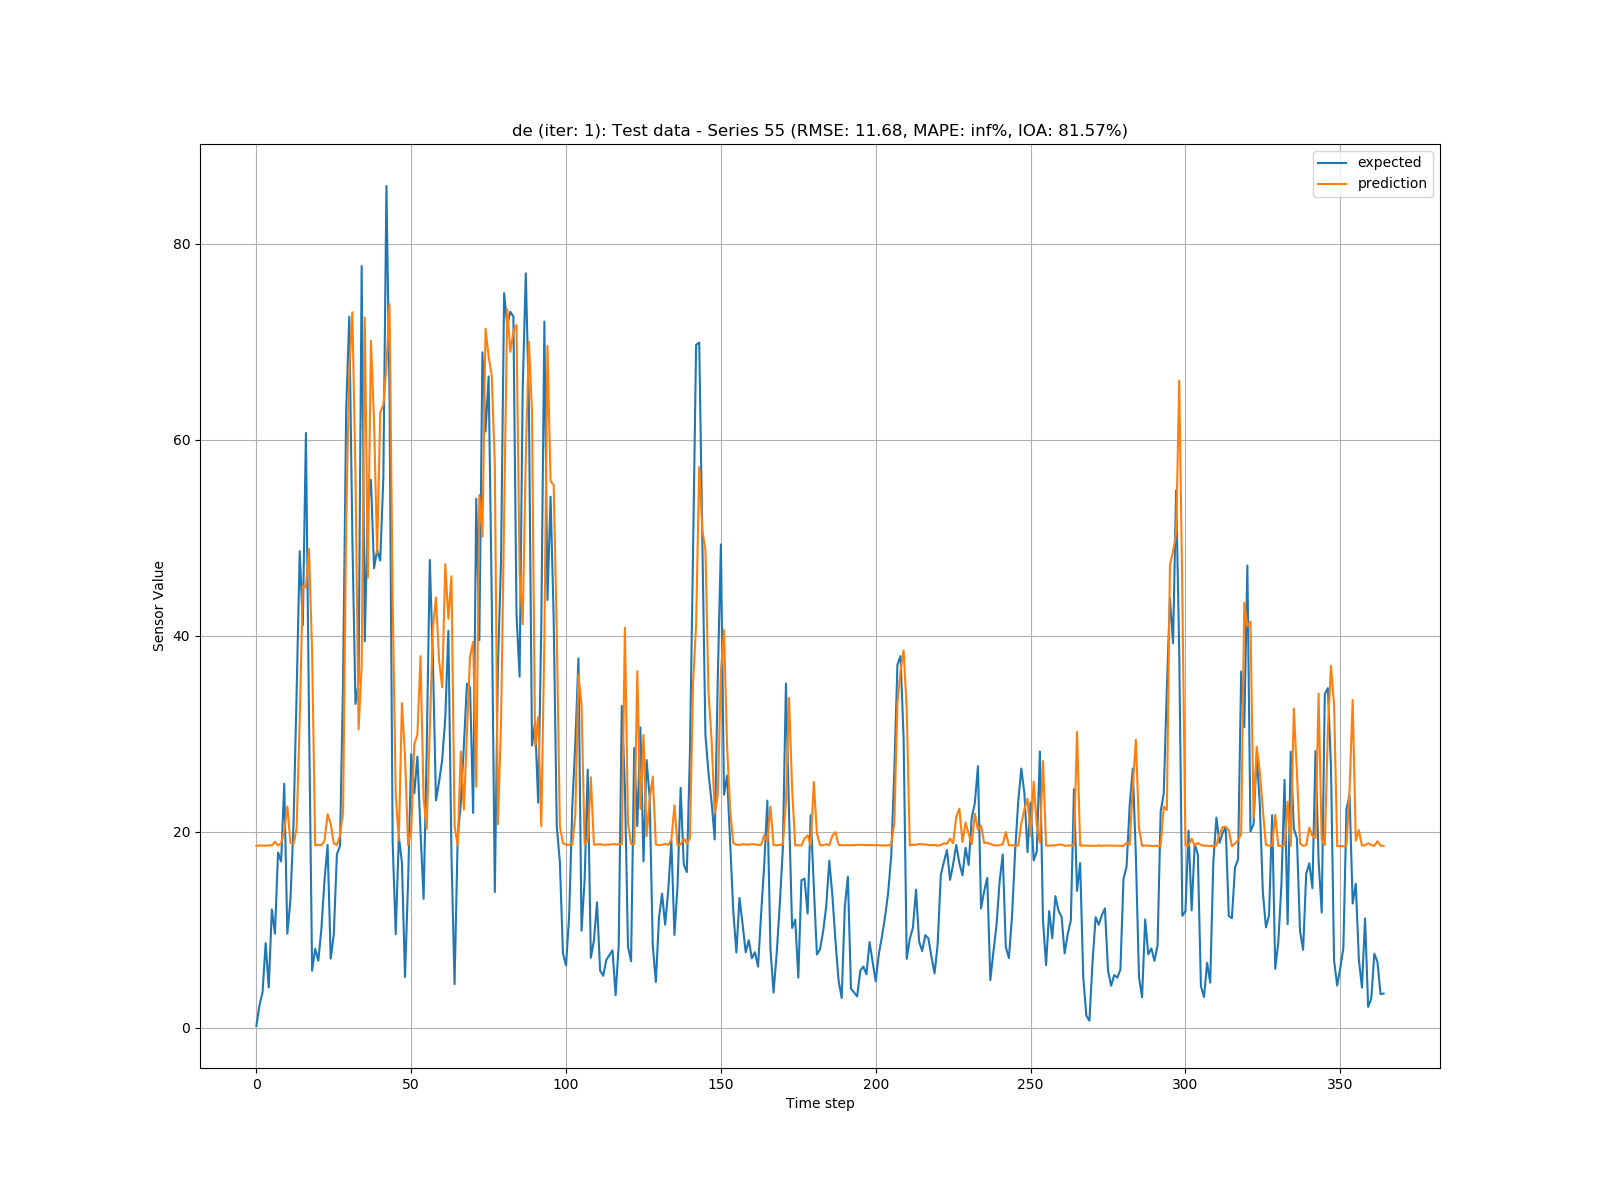 de (iter: 1): Test data - Series 55 (RMSE: 11.68, MAPE: inf%, IOA: 81.57%)
expected
prediction
80
60
40
20
0
Sensor Value
0 50 100 150 200 250 300 350
Time step